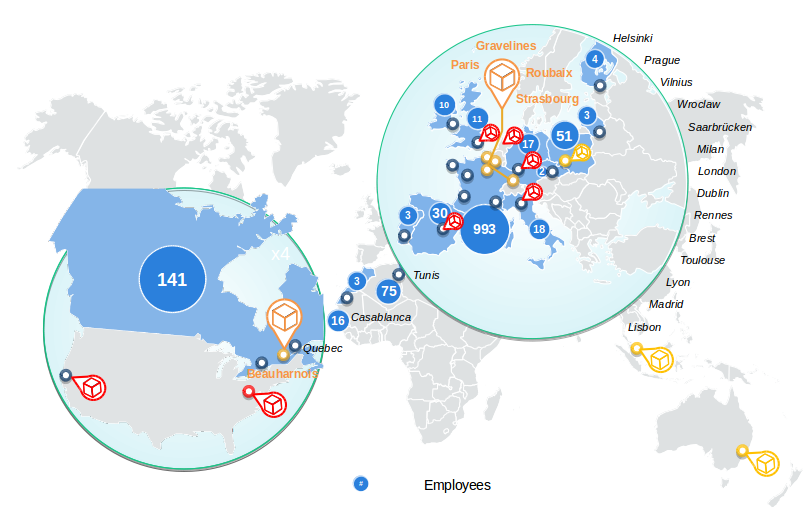 Helsinki
Gravelines
Prague
4
Paris
Roubaix
Vilnius
Strasbourg
10
Wroclaw
3
11
Saarbrücken
51
17
Milan
2
London
Dublin
3
30
Rennes
993
18
Brest
x4
Toulouse
141
3
Tunis
Lyon
75
Madrid
16
Casablanca
Lisbon
Quebec
Beauharnois
#
Employees